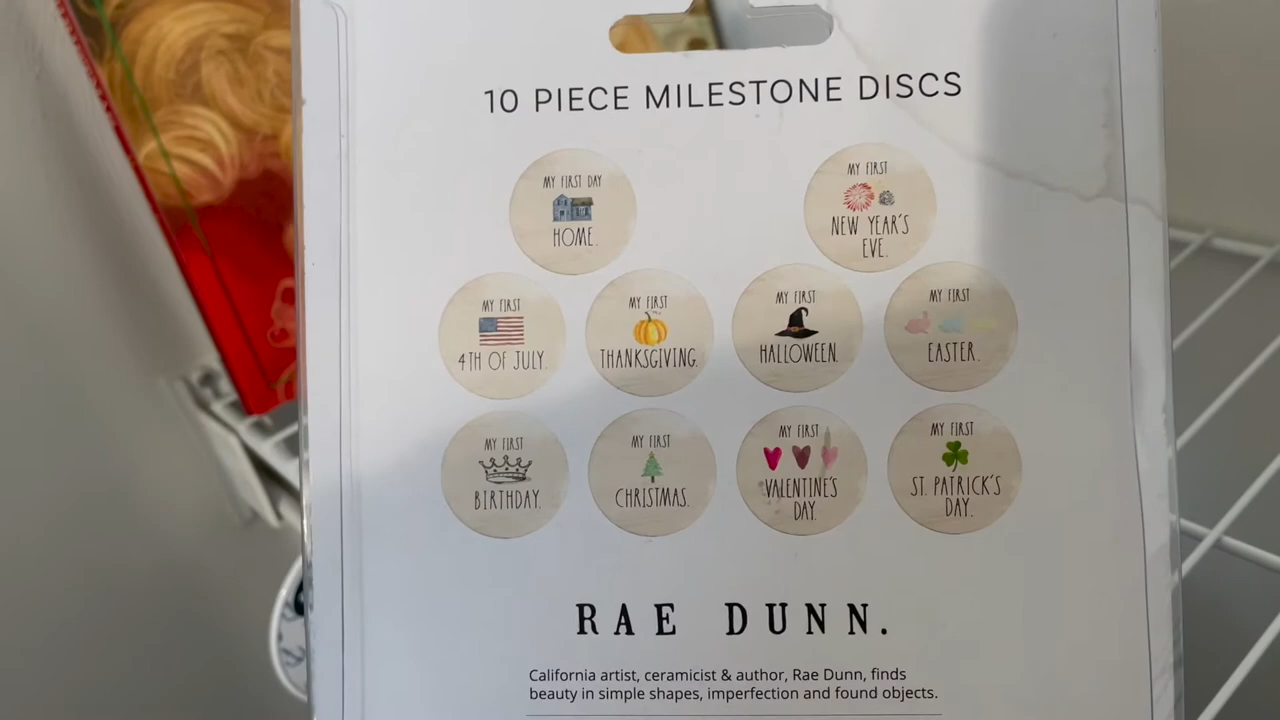 10 PIECE MILESTONE DISCS
MY FIRST DAY
HOME.
MY FIRST
NEW YEAR'S
EVE.
MY FIRST
4TH OF JULY.
MY FIRST
THANKSGIVING.
MY FIRST
HALLOWEEN.
MY FIRST
EASTER.
MY FIRST
BIRTHDAY.
MY FIRST
CHRISTMAS.
MY FIRST
VALENTINE'S
DAY.
MY FIRST
ST. PATRICK'S
DAY.
RAE DUNN.
California artist, ceramicist & author, Rae Dunn, finds
beauty in simple shapes, imperfection and found objects.